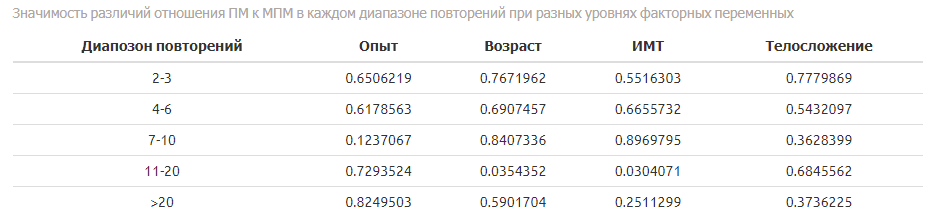 Значимость различий отношения ПМ к МПМ в каждом диапазоне повторений при разных уровнях факторных переменных
Диапозон повторений Опыт Возраст ИМТ Телосложение
2-3 0.6506219 0.7671962 0.5516303 0.7779869
4-6 0.6178563 0.6907457 0.6655732 0.5432097
7-10 0.1237067 0.8407336 0.8969795 0.3628399
11-20 0.7293524 0.0354352 0.0304071 0.6845562
>20 0.8249503 0.5901704 0.2511299 0.3736225